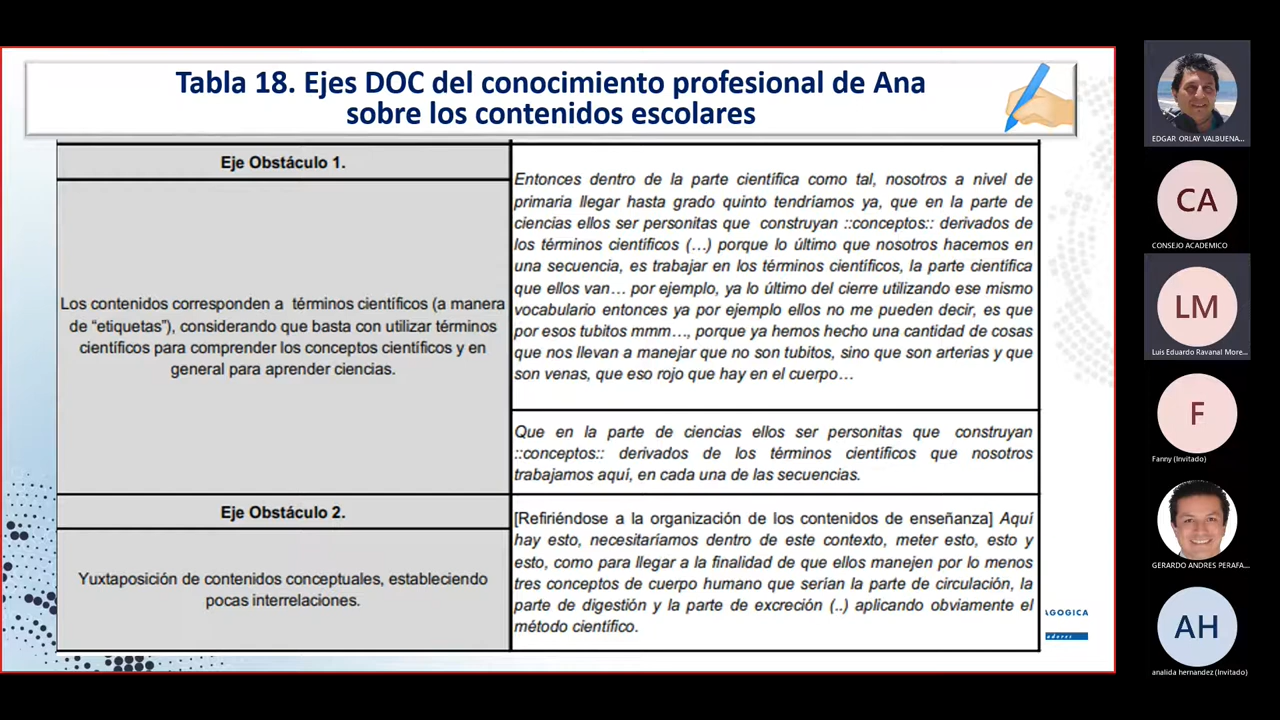 Tabla 18. Ejes DOC del conocimiento profesional de Ana
sobre los contenidos escolares
Eje Obstáculo 1.
Los contenidos corresponden a términos científicos (a manera
de “etiquetas”), considerando que basta con utilizar términos
científicos para comprender los conceptos científicos y en
general para aprender ciencias.
Entonces dentro de la parte científica como tal, nosotros a nivel de
primaria llegar hasta grado quinto tendríamos ya, que en la parte de
ciencias ellos ser personitas que construyan ::conceptos:: derivados de
los términos científicos (…) porque lo último que nosotros hacemos en
una secuencia, es trabajar en los términos científicos, la parte científica
que ellos van… por ejemplo, ya lo último del cierre utilizando ese mismo
vocabulario entonces ya por ejemplo ellos no me pueden decir, es que
por esos tubitos mmm…, porque ya hemos hecho una cantidad de cosas
que nos llevan a manejar que no son tubitos, sino que son arterias y que
son venas, que eso rojo que hay en el cuerpo…
Que en la parte de ciencias ellos ser personitas que construyan
::conceptos:: derivados de los términos científicos que nosotros
trabajamos aquí, en cada una de las secuencias.
Eje Obstáculo 2.
Yuxtaposición de contenidos conceptuales, estableciendo
pocas interrelaciones.
[Refiriéndose a la organización de los contenidos de enseñanza] Aquí
hay esto, necesitaríamos dentro de este contexto, meter esto, esto y
esto, como para llegar a la finalidad de que ellos manejen por lo menos
tres conceptos de cuerpo humano que serían la parte de circulación, la
parte de digestión y la parte de excreción (..) aplicando obviamente el
método científico.
AGOGICA
adores
EDGAR ORLAY VALBUENA...
CA
CONSEJO ACADEMICO
LM
Luis Eduardo Ravanal More...
F
Fanny (Invitado)
GERARDO ANDRES PERAFA...
AH
analida hernandez (Invitado)